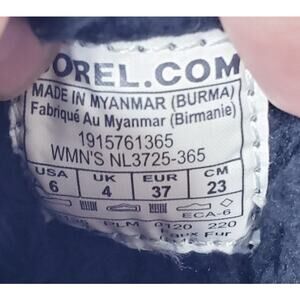 OREL.COM
MADE IN MYANMAR (BURMA)
Fabriqué Au Myanmar (Birmanie)
1915761365
WMN'S NL3725-365
USA UK EUR CM
6 4 37 23
ECA-6
PLM 0120 220
Faux Fur